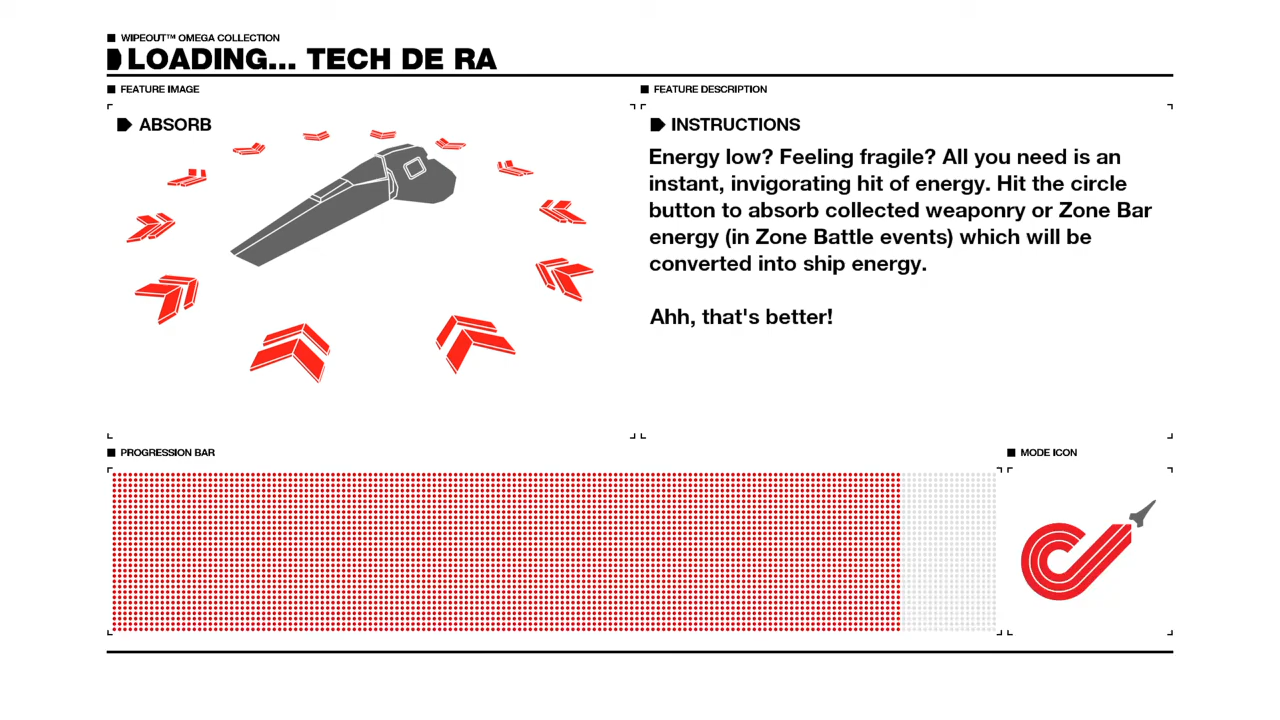 WIPEOUT™ OMEGA COLLECTION
LOADING... TECH DE RA
FEATURE IMAGE
ABSORB
FEATURE DESCRIPTION
INSTRUCTIONS
Energy low? Feeling fragile? All you need is an
instant, invigorating hit of energy. Hit the circle
button to absorb collected weaponry or Zone Bar
energy (in Zone Battle events) which will be
converted into ship energy.
Ahh, that's better!
PROGRESSION BAR
MODE ICON